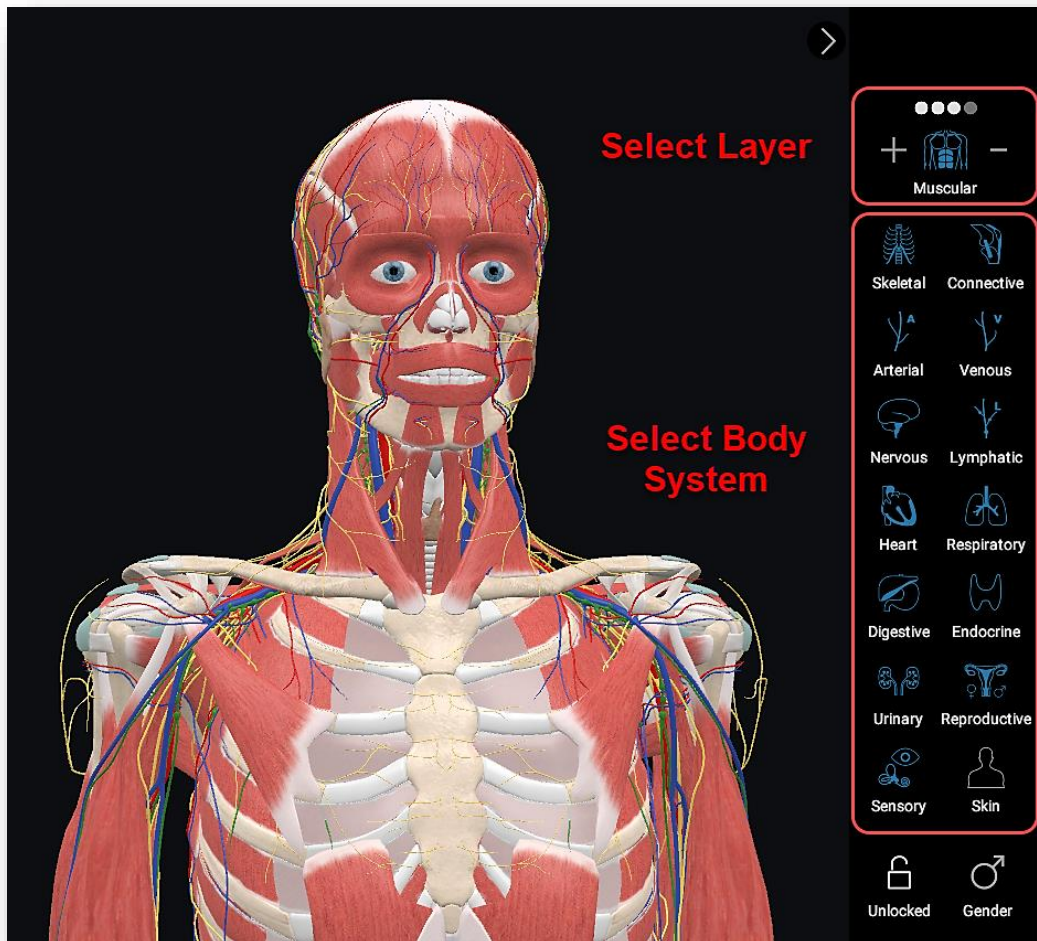 Select Layer
Muscular
Select Body
System
Skeletal Connective
A V
Arterial Venous
L
Nervous Lymphatic
Heart Respiratory
Digestive Endocrine
Urinary Reproductive
Sensory Skin
Unlocked Gender